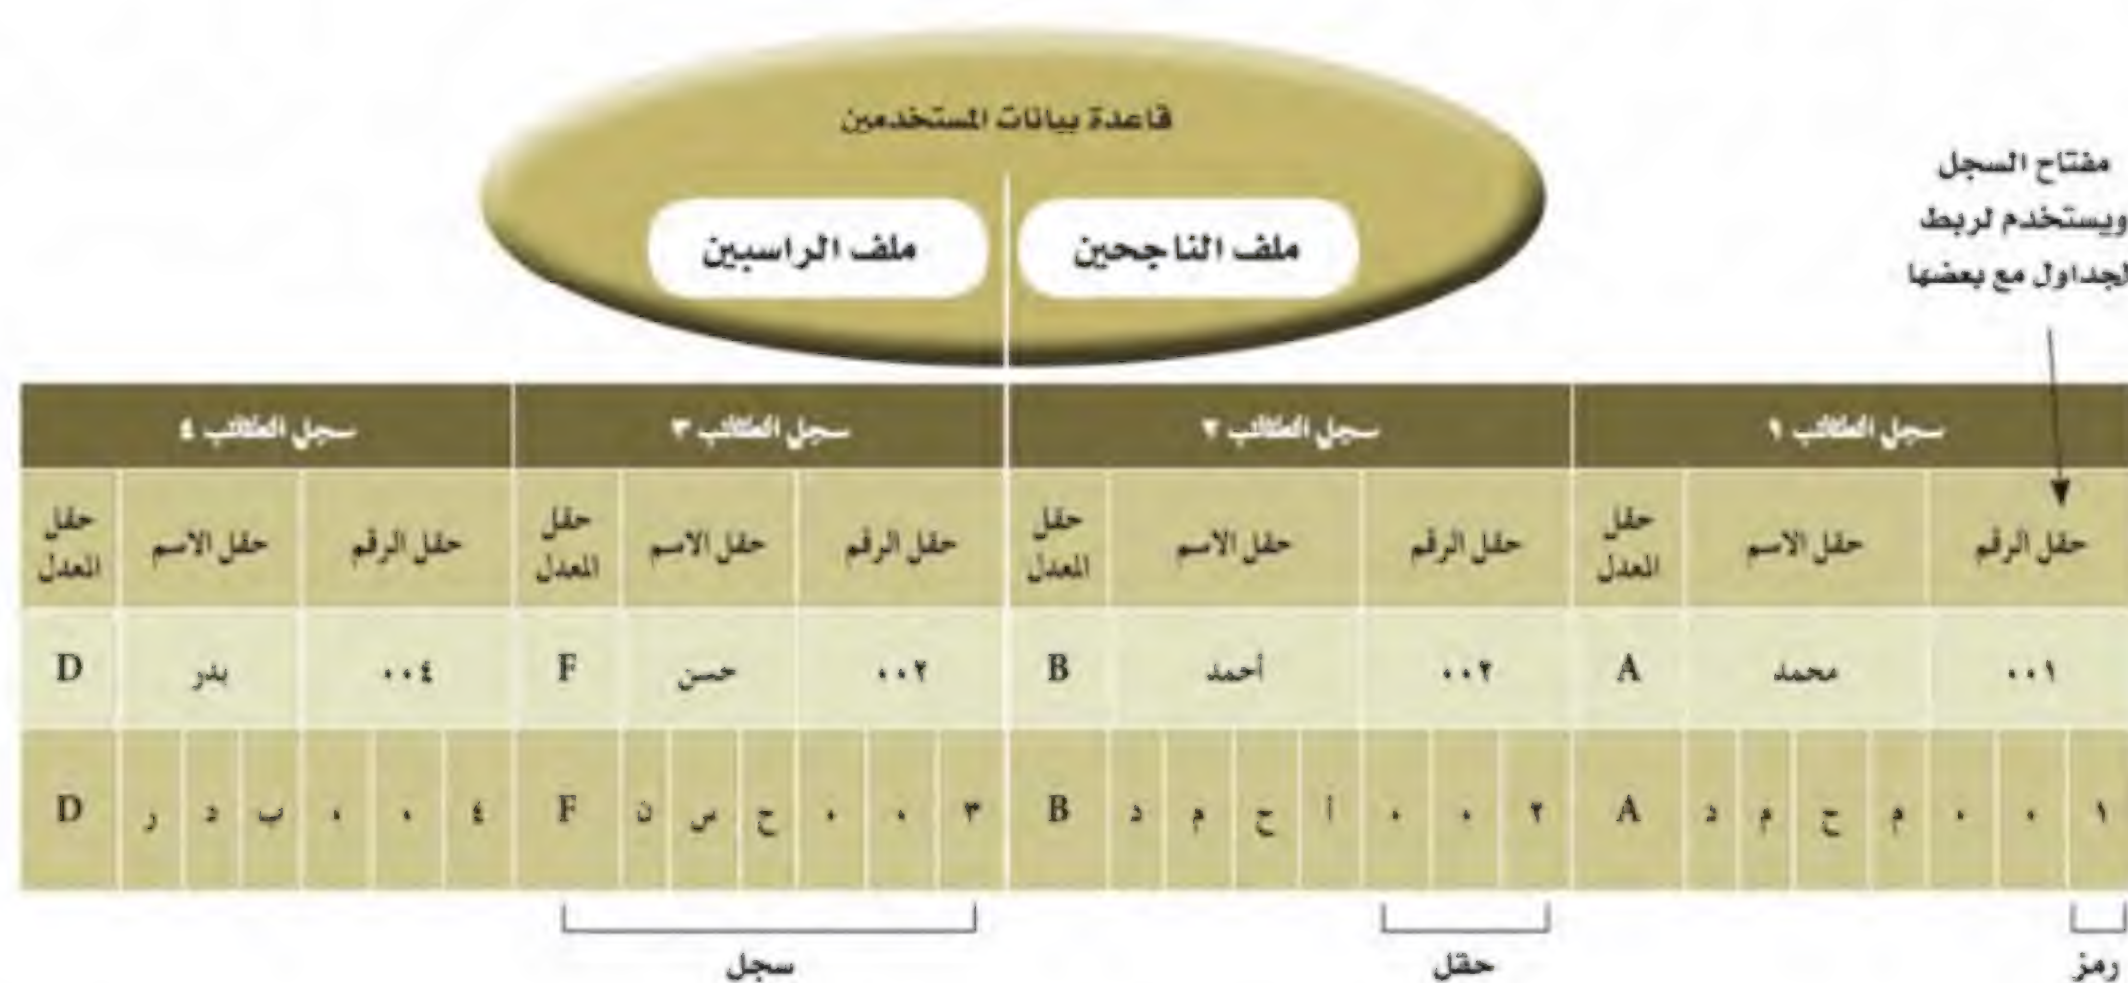 قاعدة بيانات المستخدمين
ملف الناجحين
ملف الراسبين
مفتاح السجل
ويستخدم لربط
لجداول مع بعضها
سجل الطالب ١ سجل الطالب ٢ سجل الطالب ٣ سجل الطالب ٤
حقل الرقم حقل الاسم حقل المعدل حقل الرقم حقل الاسم حقل المعدل حقل الرقم حقل الاسم حقل المعدل حقل الرقم حقل الاسم حقل المعدل
٠٠١ محمد A ٠٠٢ أحمد B ٠٠٢ حسن F ٠٠٤ بدر D
١ ٠ ٠ م ح م د A ٢ ٠ ٠ أ ح م د B ٣ ٠ ٠ ح س ن F ٤ ٠ ٠ ب د ر D
رمز حقل سجل